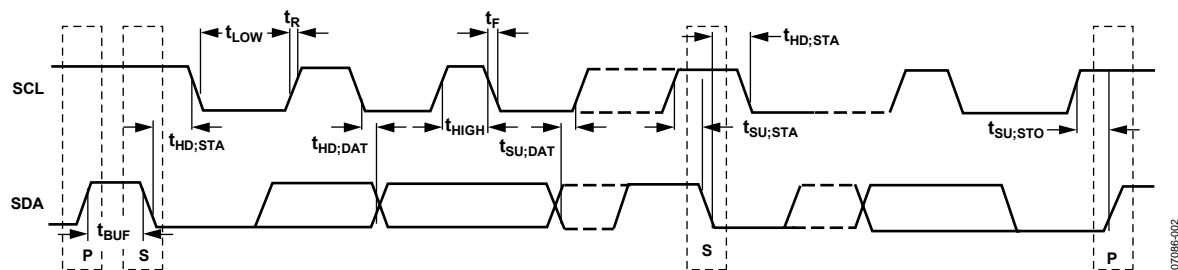 tLOW
tR
tF
tHD;STA
SCL
tHD;STA
tHD;DAT
tHIGH
tSU;DAT
tSU;STA
tSU;STO
SDA
tBUF
P
S
S
P
07086-002